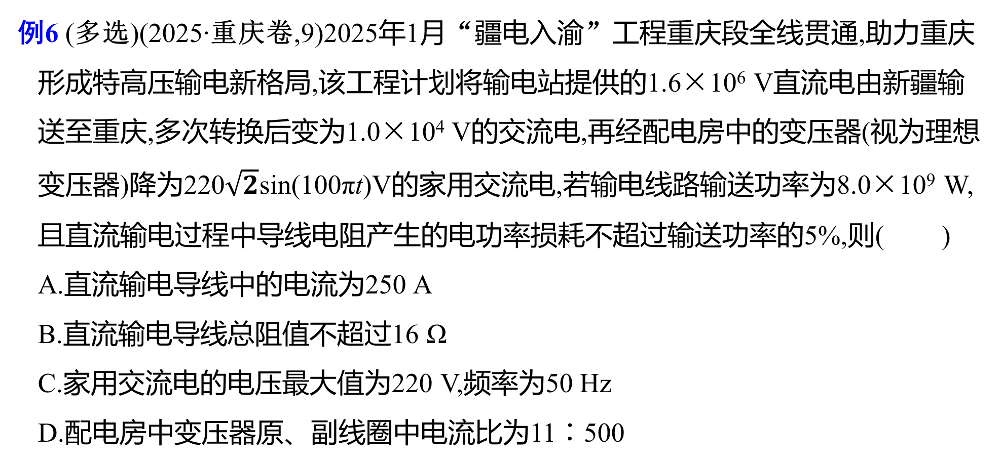 例6 (多选)(2025·重庆卷,9)2025年1月“疆电入渝”工程重庆段全线贯通,助力重庆
形成特高压输电新格局,该工程计划将输电站提供的1.6×10⁶ V直流电由新疆输
送至重庆,多次转换后变为1.0×10⁴ V的交流电,再经配电房中的变压器(视为理想
变压器)降为220√2sin(100πt)V的家用交流电,若输电线路输送功率为8.0×10⁹ W,
且直流输电过程中导线电阻产生的电功率损耗不超过输送功率的5%,则(　　)
A.直流输电导线中的电流为250 A
B.直流输电导线总阻值不超过16 Ω
C.家用交流电的电压最大值为220 V,频率为50 Hz
D.配电房中变压器原、副线圈中电流比为11∶500